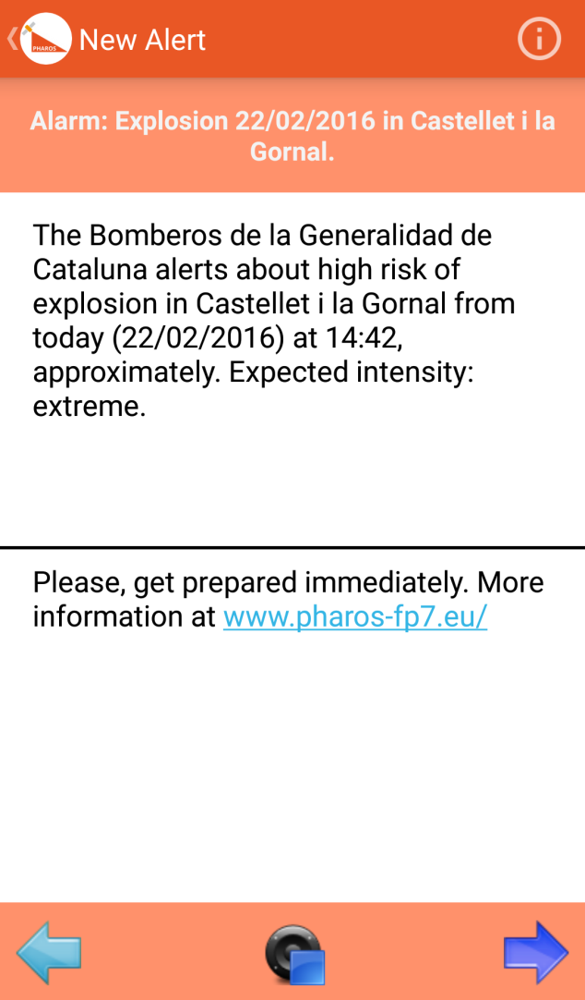 PHAROS
New Alert
Alarm: Explosion 22/02/2016 in Castellet i la
Gornal.
The Bomberos de la Generalidad de
Cataluna alerts about high risk of
explosion in Castellet i la Gornal from
today (22/02/2016) at 14:42,
approximately. Expected intensity:
extreme.
Please, get prepared immediately. More
information at www.pharos-fp7.eu/